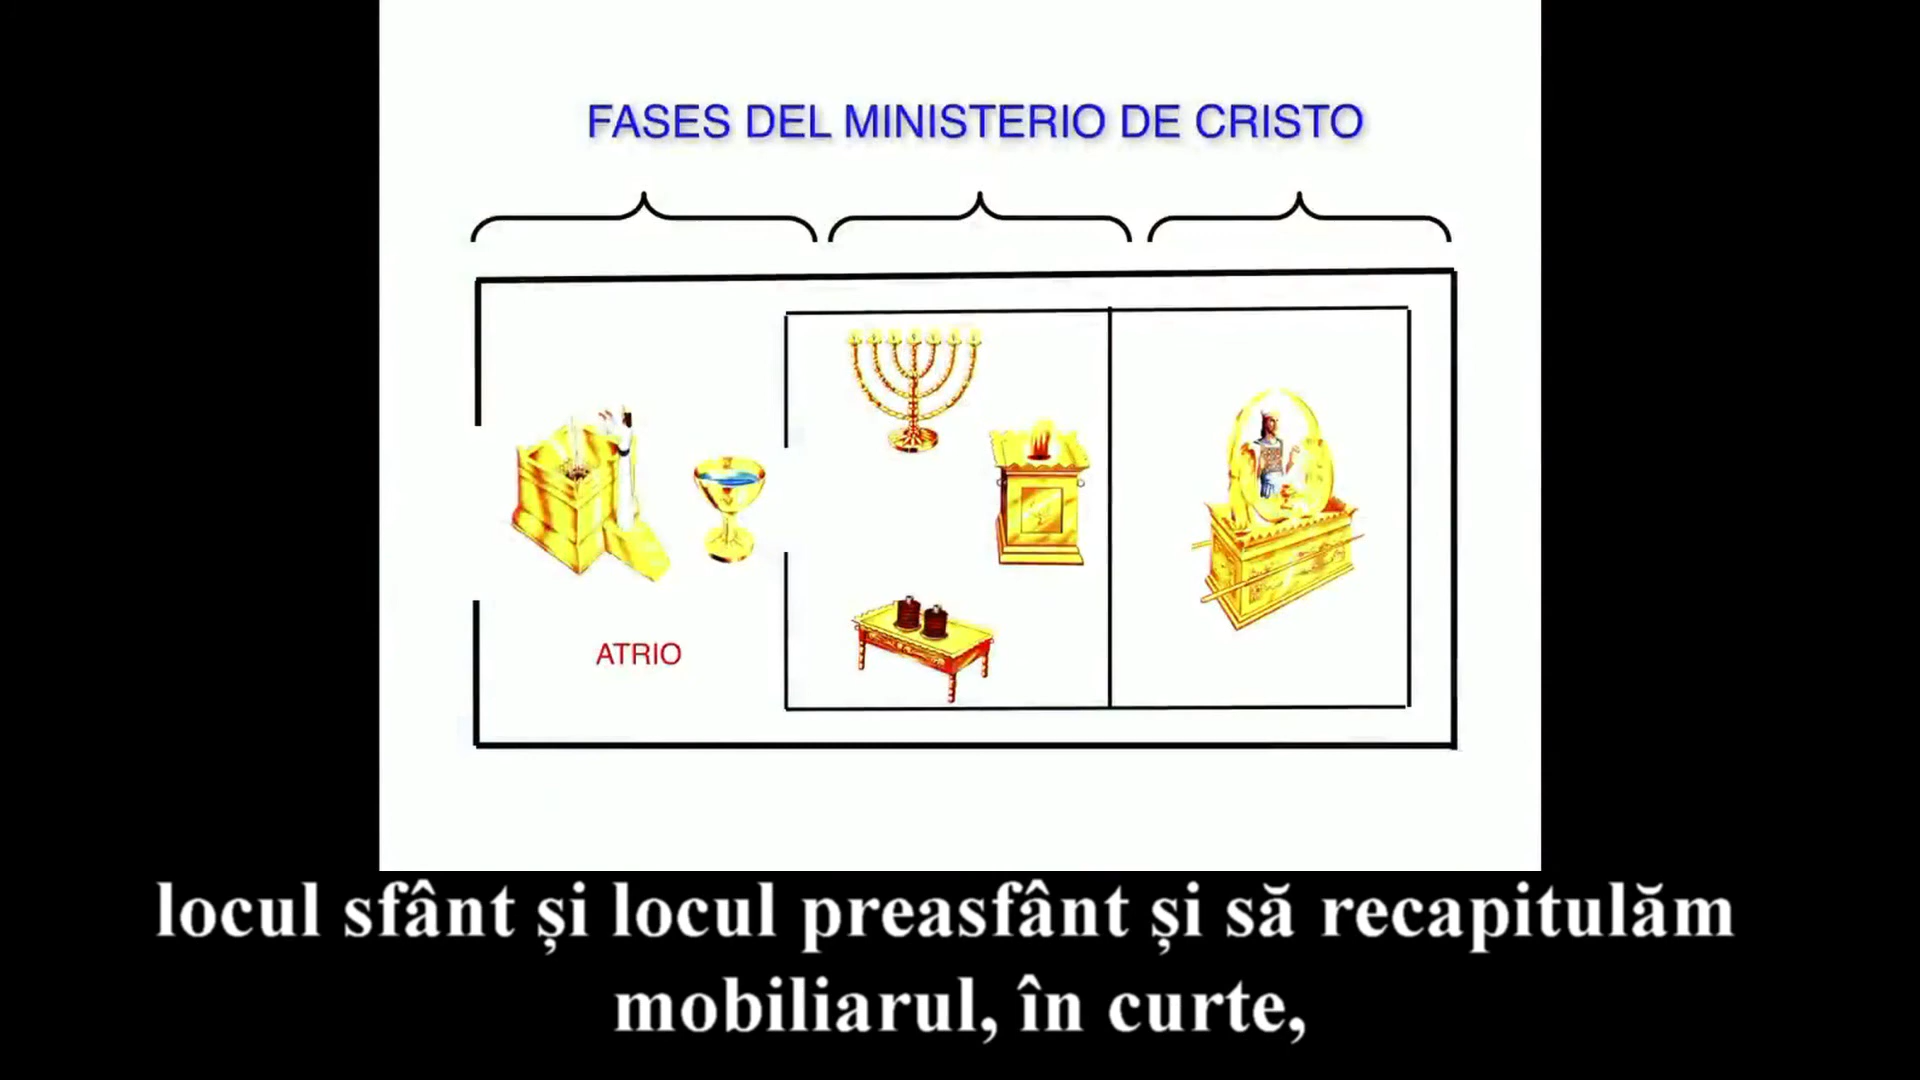 FASES DEL MINISTERIO DE CRISTO
ATRIO
locul sfânt și locul preasfânt și să recapitulăm
mobiliarul, în curte,